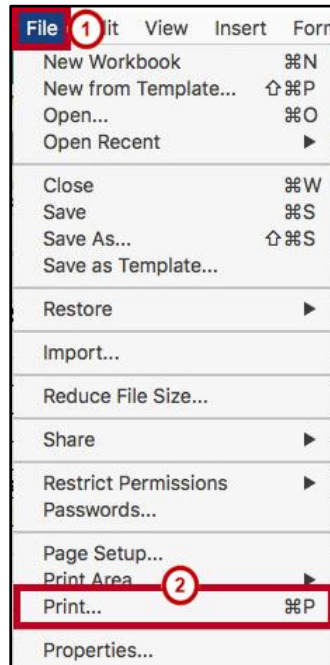 File 1 dit View Insert Forr
New Workbook ⌘N
New from Template... ⇧⌘P
Open... ⌘O
Open Recent ▶
Close ⌘W
Save ⌘S
Save As... ⇧⌘S
Save as Template...
Restore ▶
Import...
Reduce File Size...
Share ▶
Restrict Permissions ▶
Passwords...
Page Setup...
Print Area ▶
2
Print... ⌘P
Properties...